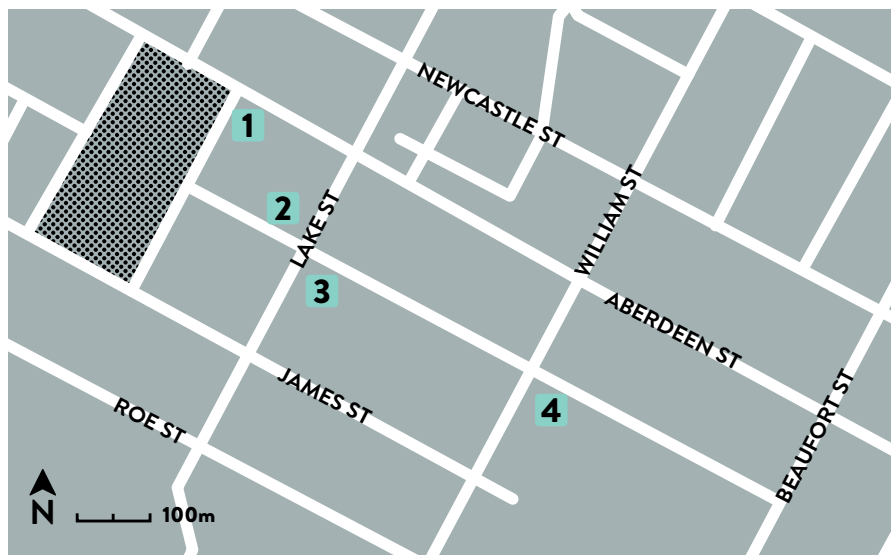 NEWCASTLE ST
1
WILLIAM ST
2
LAKE ST
3
ABERDEEN ST
JAMES ST
4
BEAUFORT ST
ROE ST
N
100m